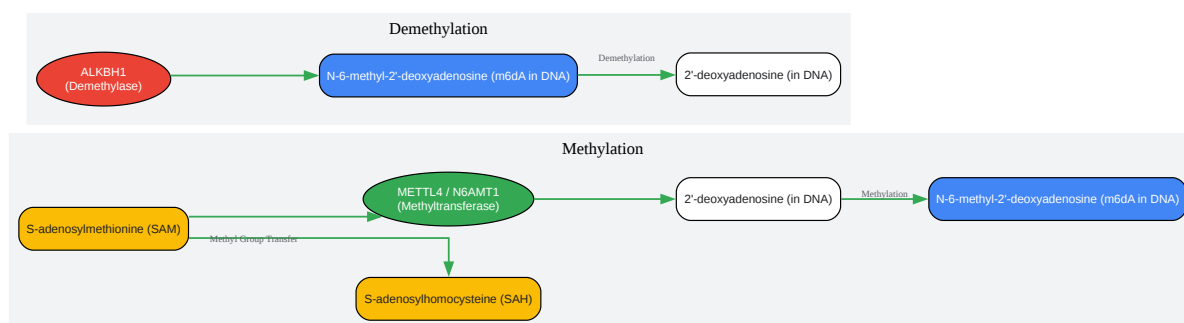 Demethylation
ALKBH1
(Demethylase)
N-6-methyl-2'-deoxyadenosine (m6dA in DNA)
Demethylation
2'-deoxyadenosine (in DNA)
Methylation
S-adenosylmethionine (SAM)
METTL4 / N6AMT1
(Methyltransferase)
2'-deoxyadenosine (in DNA)
Methylation
N-6-methyl-2'-deoxyadenosine (m6dA in DNA)
Methyl Group Transfer
S-adenosylhomocysteine (SAH)